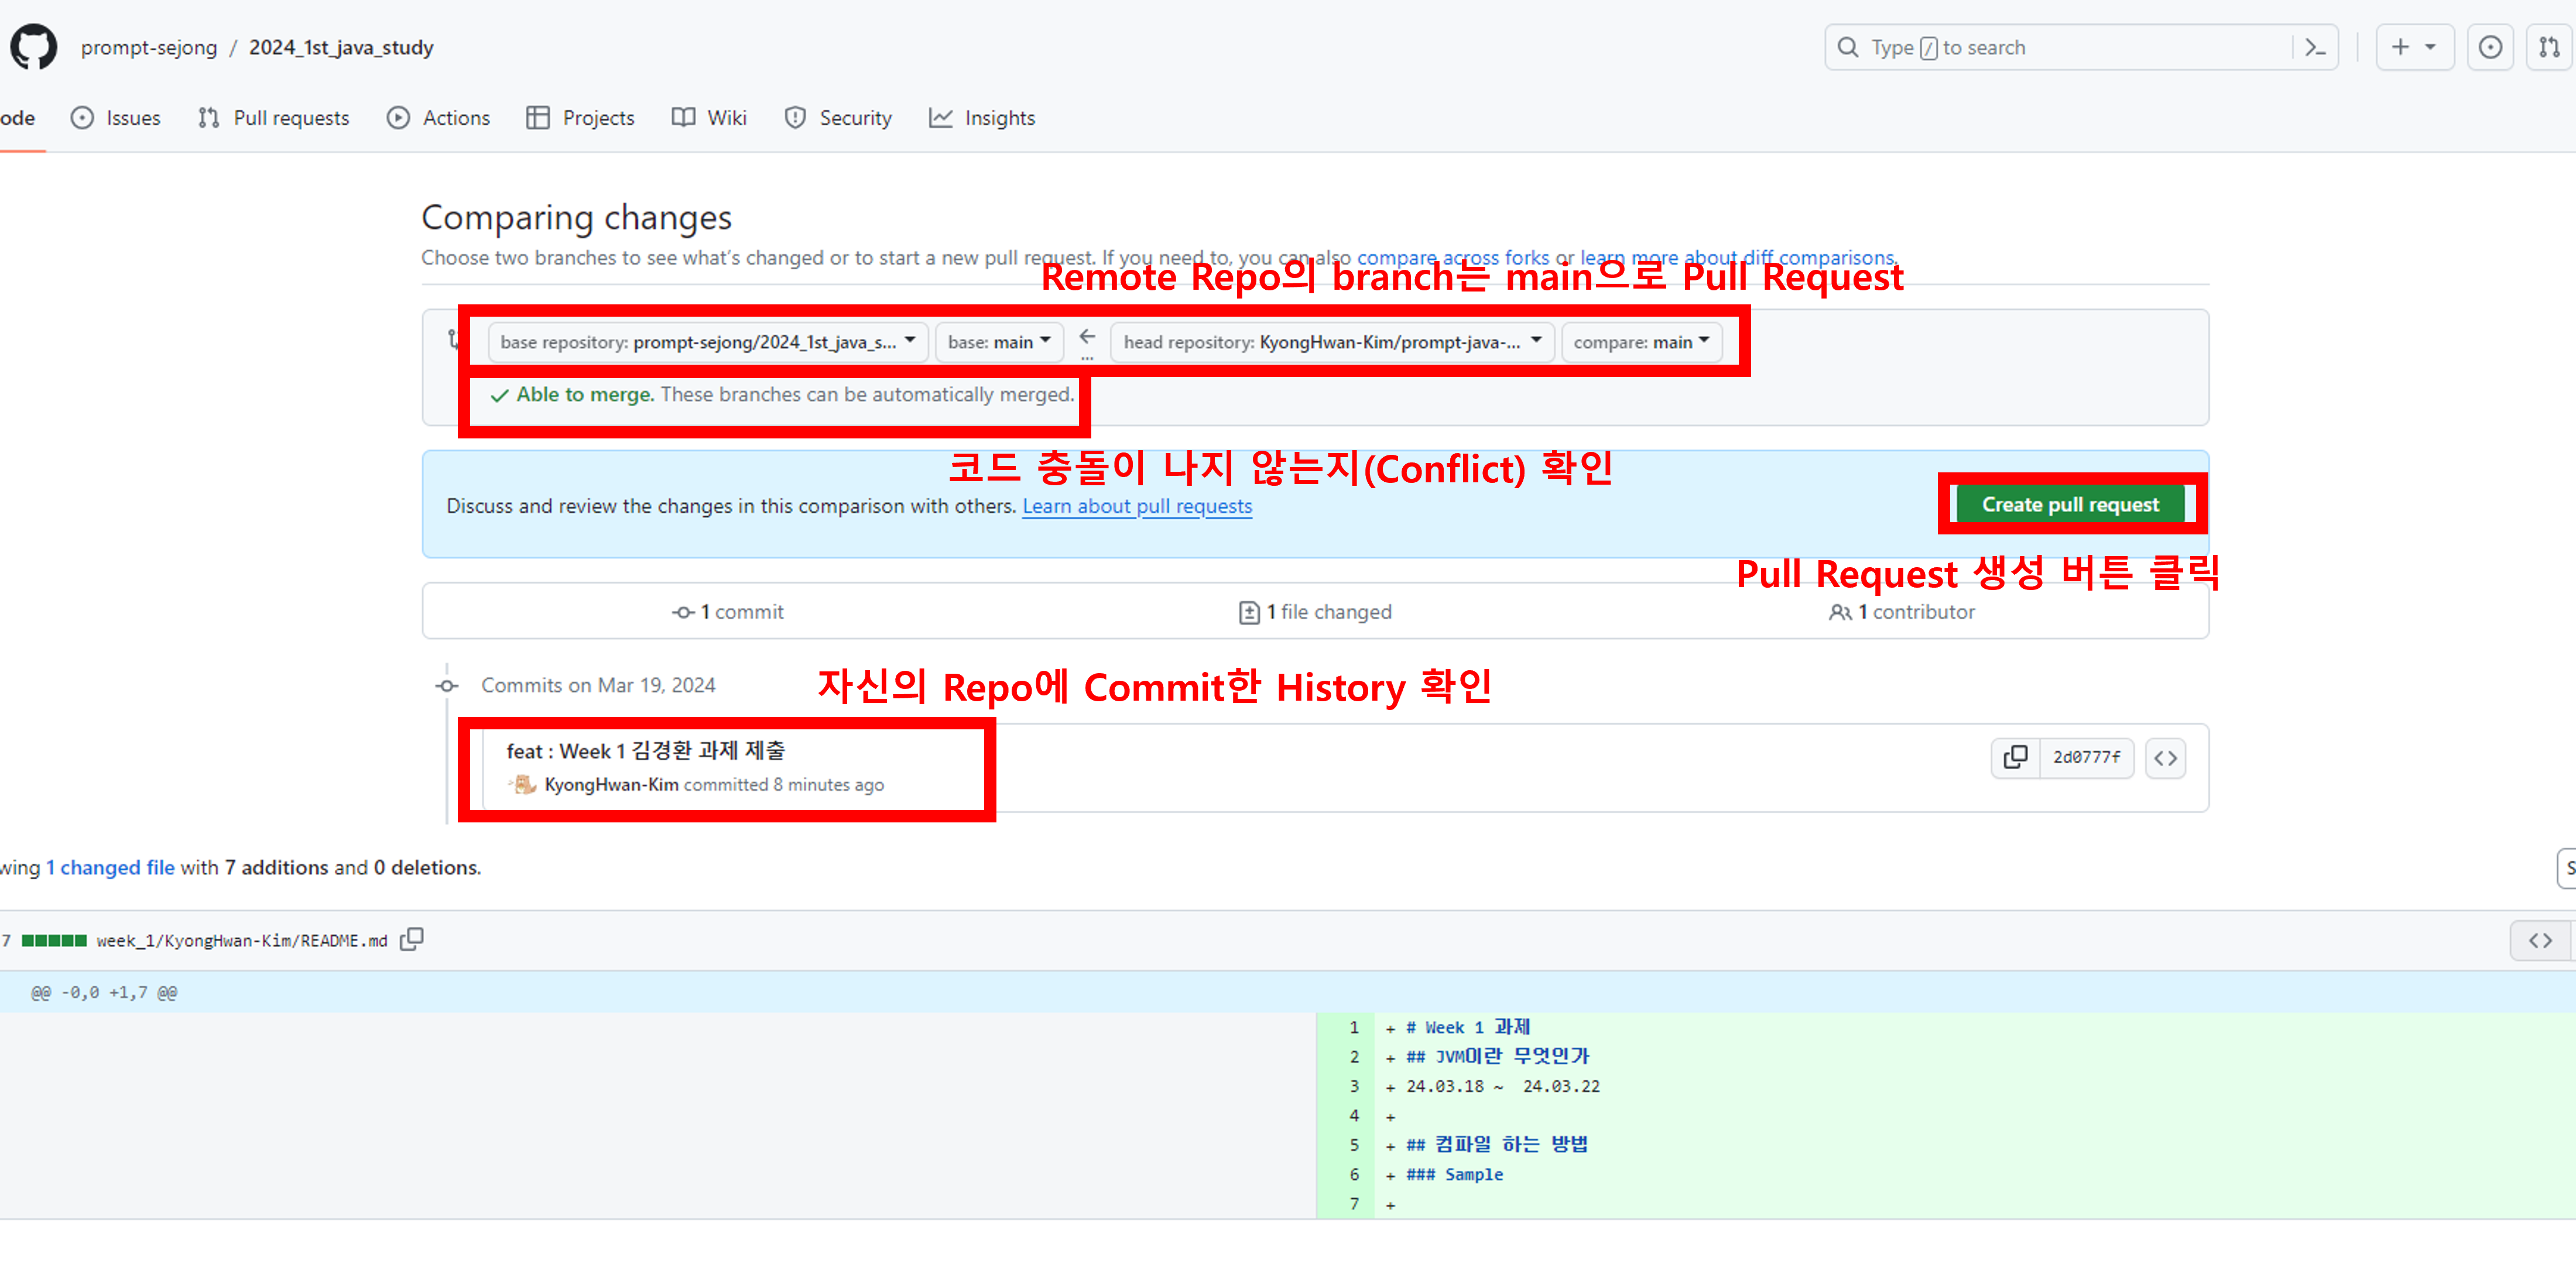 prompt-sejong / 2024_1st_java_study
Type / to search
ode Issues Pull requests Actions Projects Wiki Security Insights
Comparing changes
Choose two branches to see what's changed or to start a new pull request. If you need to, you can also compare across forks or learn more about diff comparisons.
Remote Repo의 branch는 main으로 Pull Request
base repository: prompt-sejong/2024_1st_java_s... base: main ← ... head repository: KyongHwan-Kim/prompt-java-... compare: main
Able to merge. These branches can be automatically merged.
코드 충돌이 나지 않는지(Conflict) 확인
Discuss and review the changes in this comparison with others. Learn about pull requests
Create pull request
Pull Request 생성 버튼 클릭
1 commit 1 file changed 1 contributor
Commits on Mar 19, 2024
자신의 Repo에 Commit한 History 확인
feat : Week 1 김경환 과제 제출
KyongHwan-Kim committed 8 minutes ago
2d0777f
wing 1 changed file with 7 additions and 0 deletions.
S
7 week_1/KyongHwan-Kim/README.md
@@ -0,0 +1,7 @@
1 + # Week 1 과제
2 + ## JVM이란 무엇인가
3 + 24.03.18 ~ 24.03.22
4 +
5 + ## 컴파일 하는 방법
6 + ### Sample
7 +